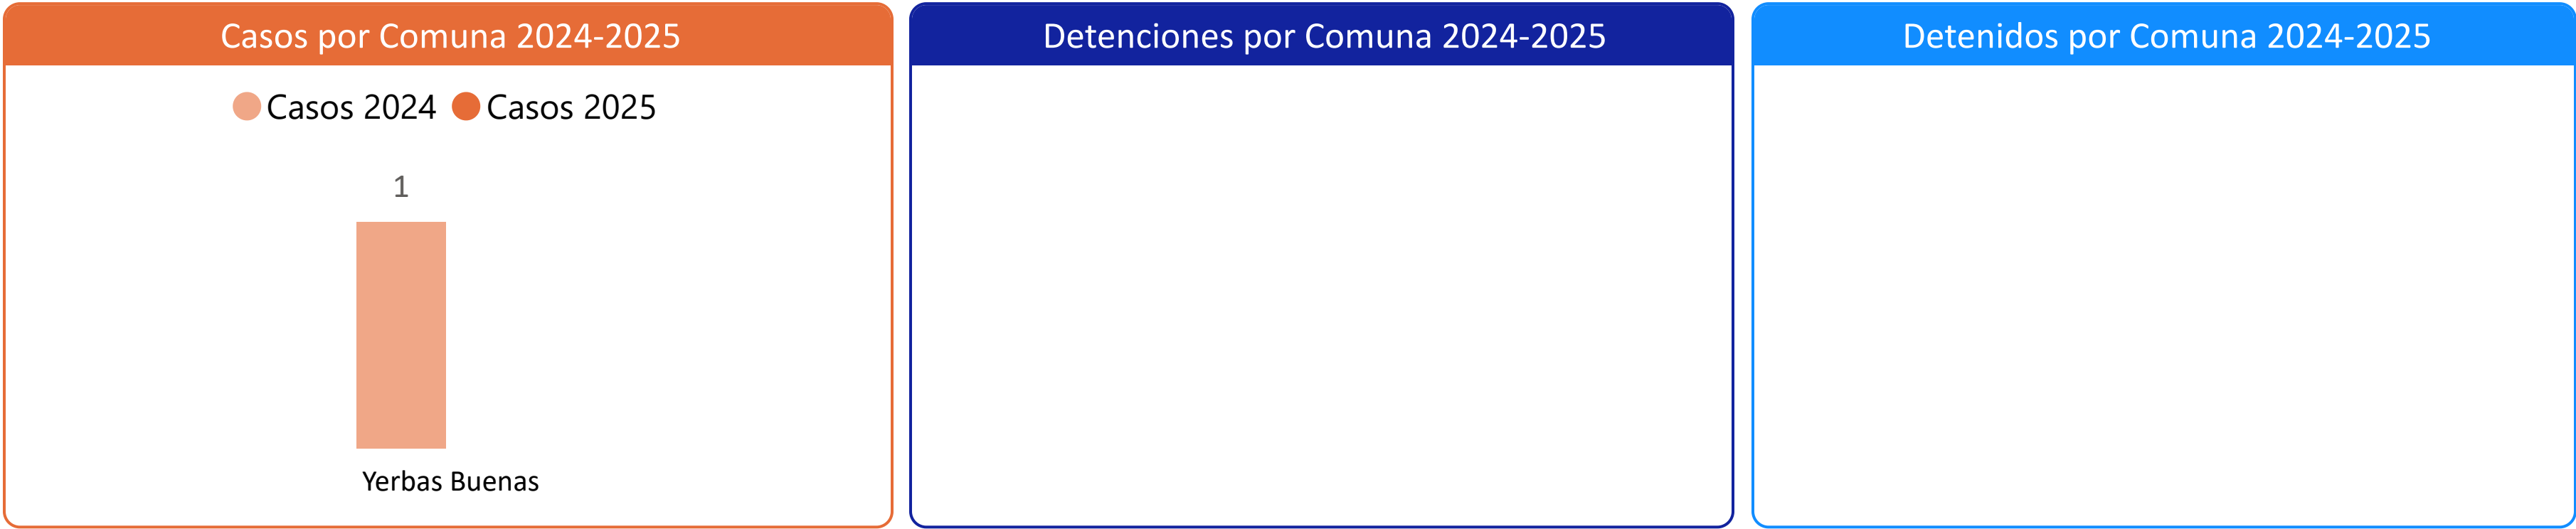 Casos por Comuna 2024-2025
Casos 2024 Casos 2025
1
Yerbas Buenas
Detenciones por Comuna 2024-2025
Detenidos por Comuna 2024-2025